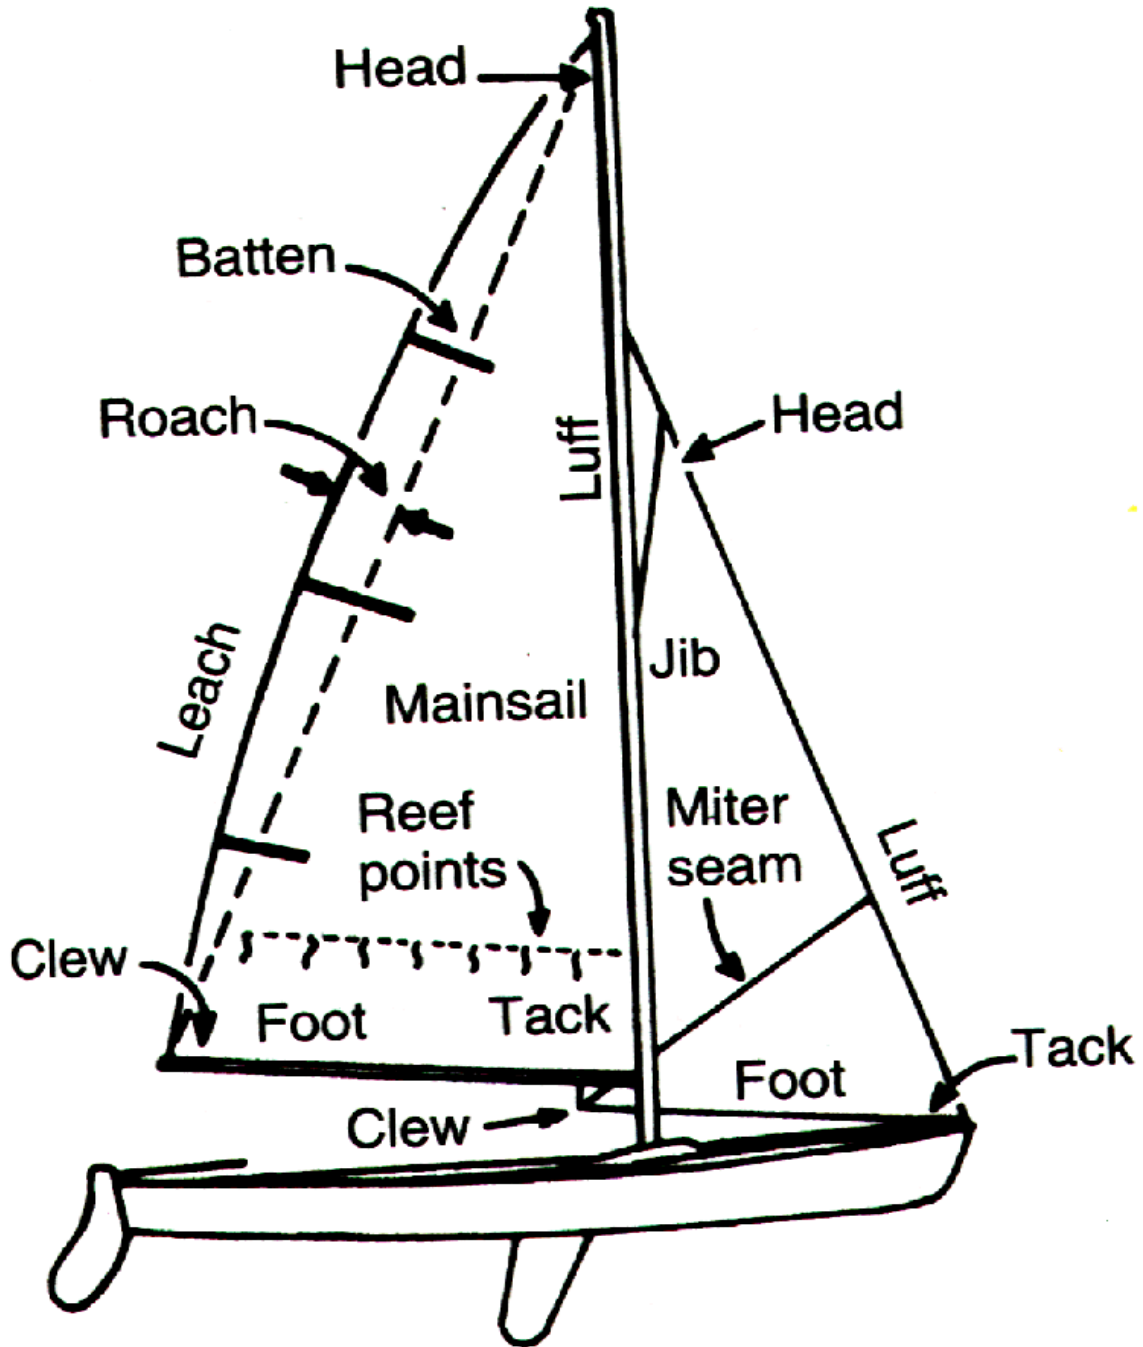 Head
Batten
Roach
Head
Luff
Leach
Jib
Mainsail
Reef
points
Miter
seam
Luff
Clew
Foot
Tack
Tack
Foot
Clew